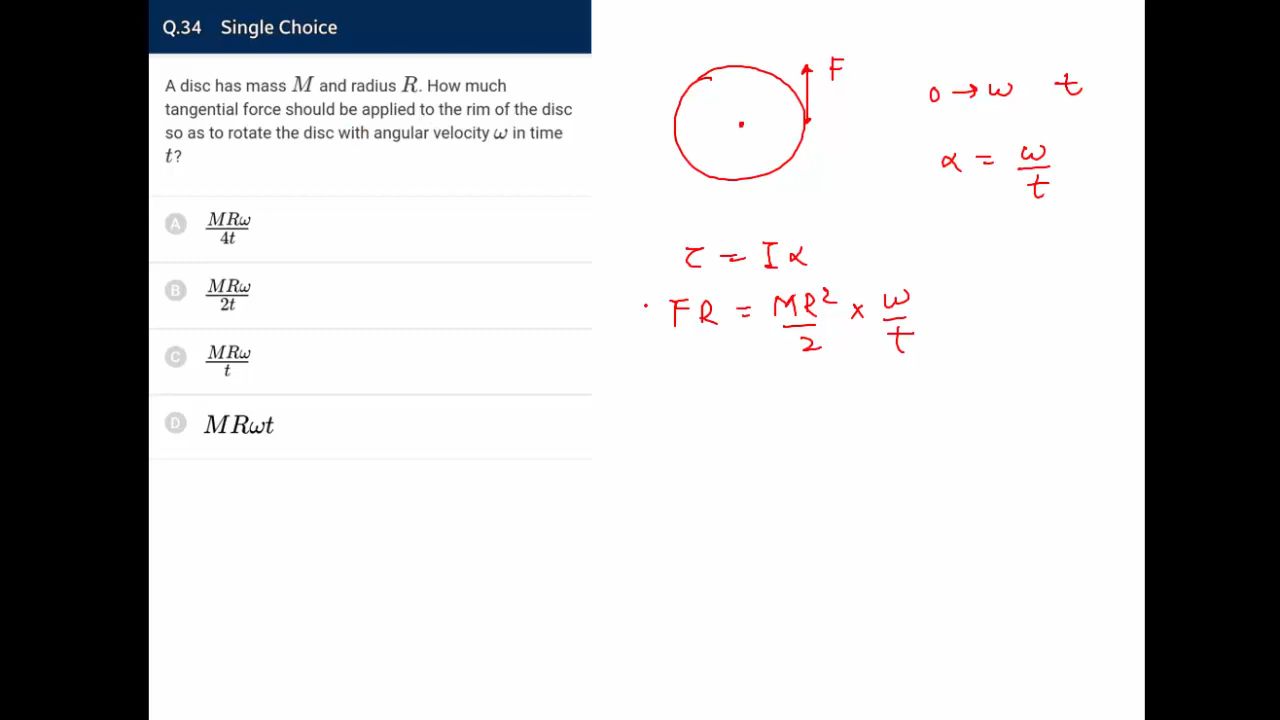 Q.34 Single Choice
A disc has mass M and radius R. How much
tangential force should be applied to the rim of the disc
so as to rotate the disc with angular velocity ω in time
t?
A MRω/4t
B MRω/2t
C MRω/t
D MRωt
F
0 → ω t
α = ω/t
τ = Iα
FR = MR²/2 × ω/t